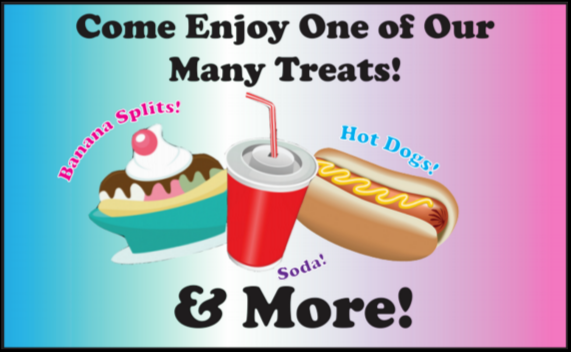 Come Enjoy One of Our
Many Treats!
Banana Splits!
Hot Dogs!
Soda!
& More!